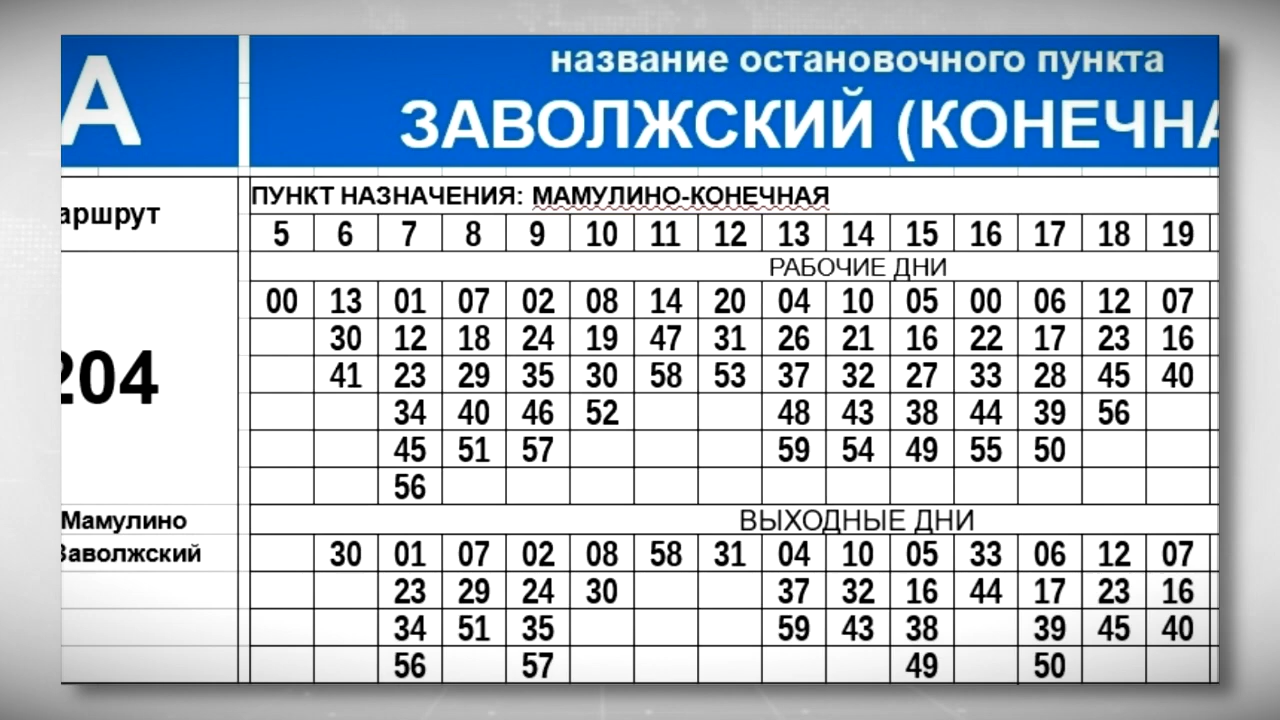 А
название остановочного пункта
ЗАВОЛЖСКИЙ (КОНЕЧНА
аршрут
ПУНКТ НАЗНАЧЕНИЯ: МАМУЛИНО-КОНЕЧНАЯ
5 6 7 8 9 10 11 12 13 14 15 16 17 18 19
РАБОЧИЕ ДНИ
00 13 01 07 02 08 14 20 04 10 05 00 06 12 07
30 12 18 24 19 47 31 26 21 16 22 17 23 16
41 23 29 35 30 58 53 37 32 27 33 28 45 40
204
34 40 46 52 48 43 38 44 39 56
45 51 57 59 54 49 55 50
56
Мамулино
ВЫХОДНЫЕ ДНИ
Заволжский
30 01 07 02 08 58 31 04 10 05 33 06 12 07
23 29 24 30 37 32 16 44 17 23 16
34 51 35 59 43 38 39 45 40
56 57 49 50